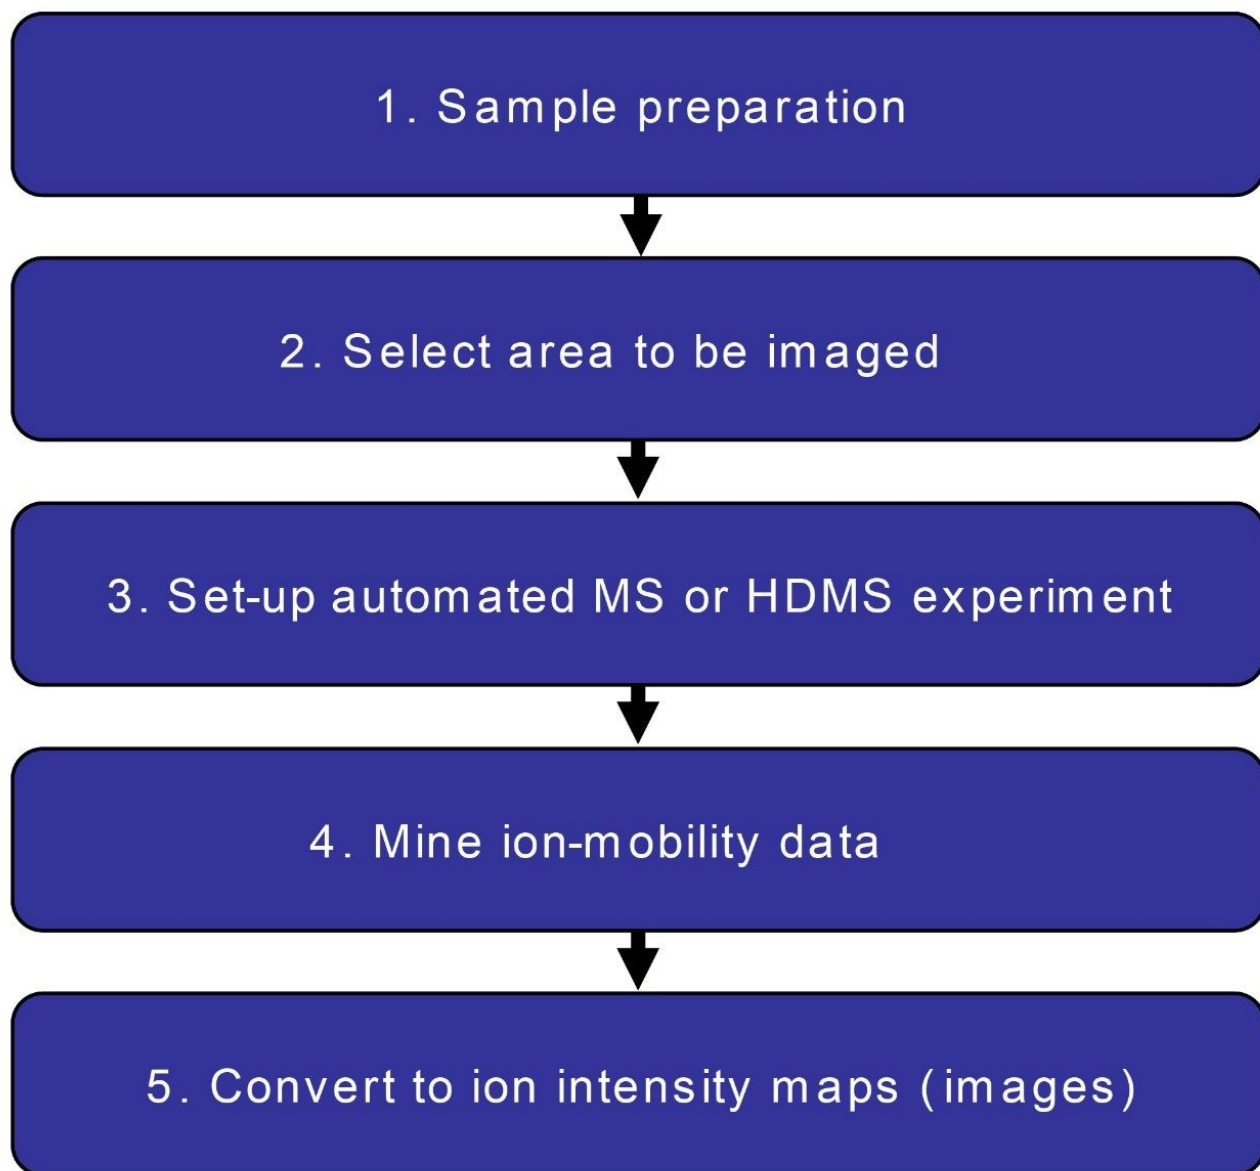 1. Sample preparation
2. Select area to be imaged
3. Set-up automated MS or HDMS experiment
4. Mine ion-mobility data
5. Convert to ion intensity maps (images)